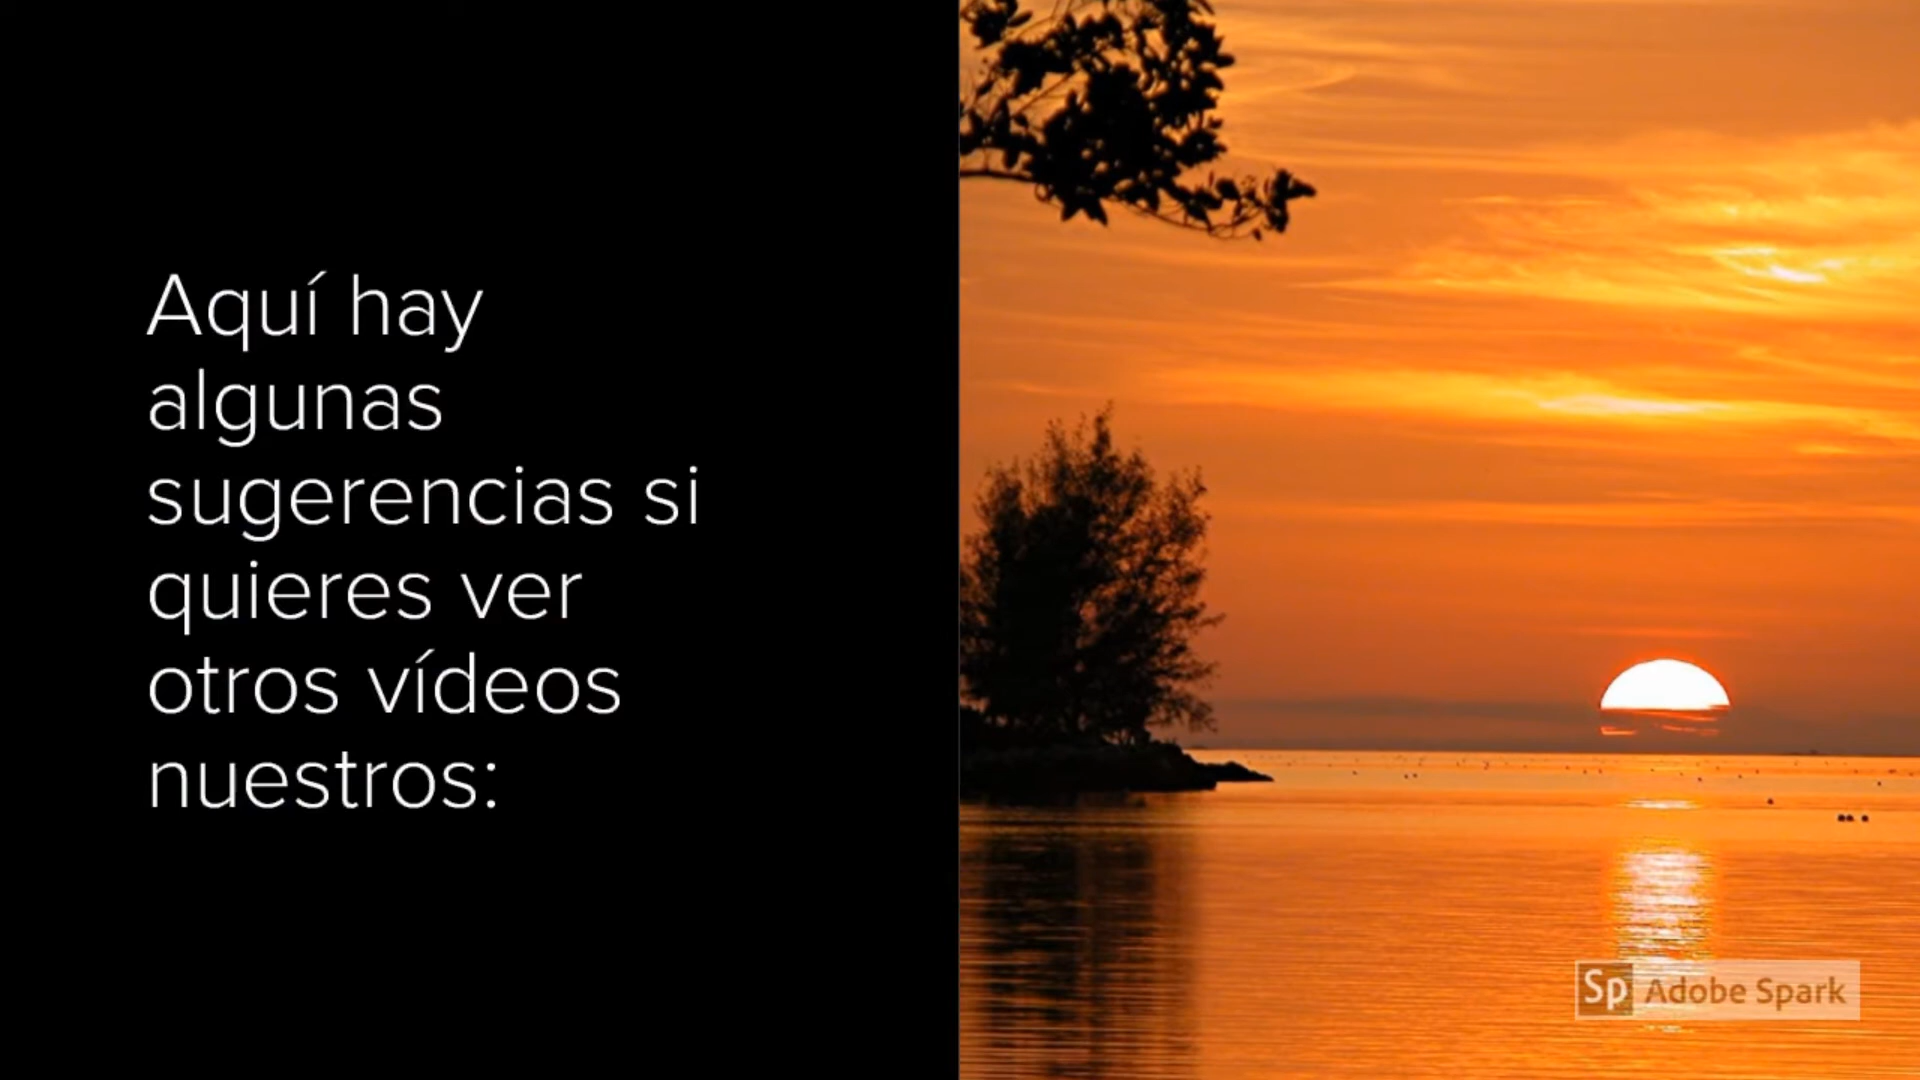 Aquí hay
algunas
sugerencias si
quieres ver
otros vídeos
nuestros:
Sp Adobe Spark